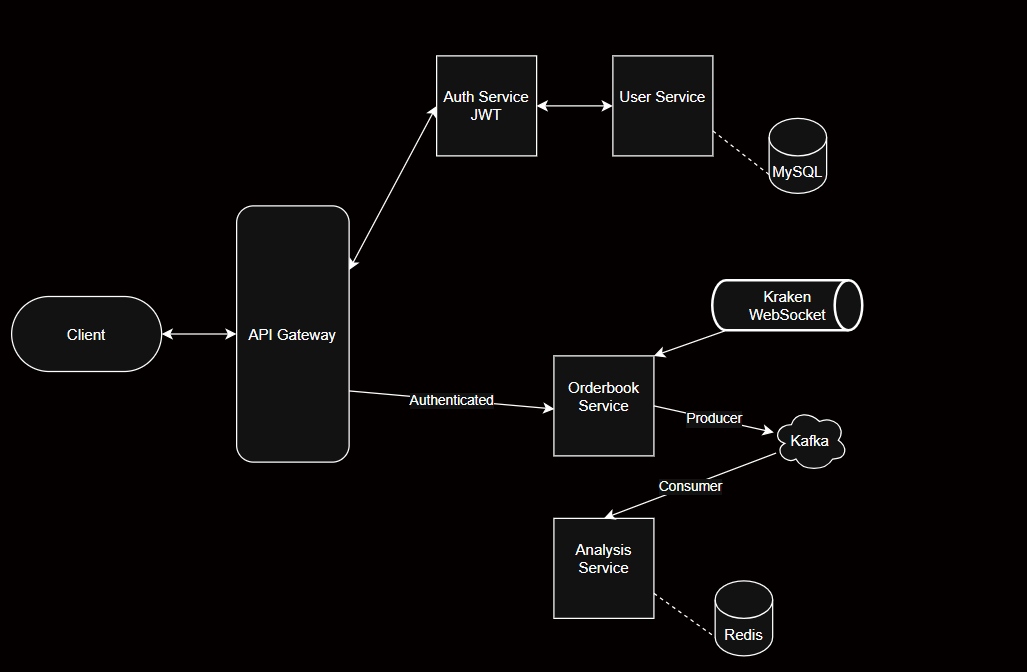 Auth Service
JWT
User Service
MySQL
Client
API Gateway
Kraken
WebSocket
Orderbook
Service
Authenticated
Producer
Kafka
Consumer
Analysis
Service
Redis